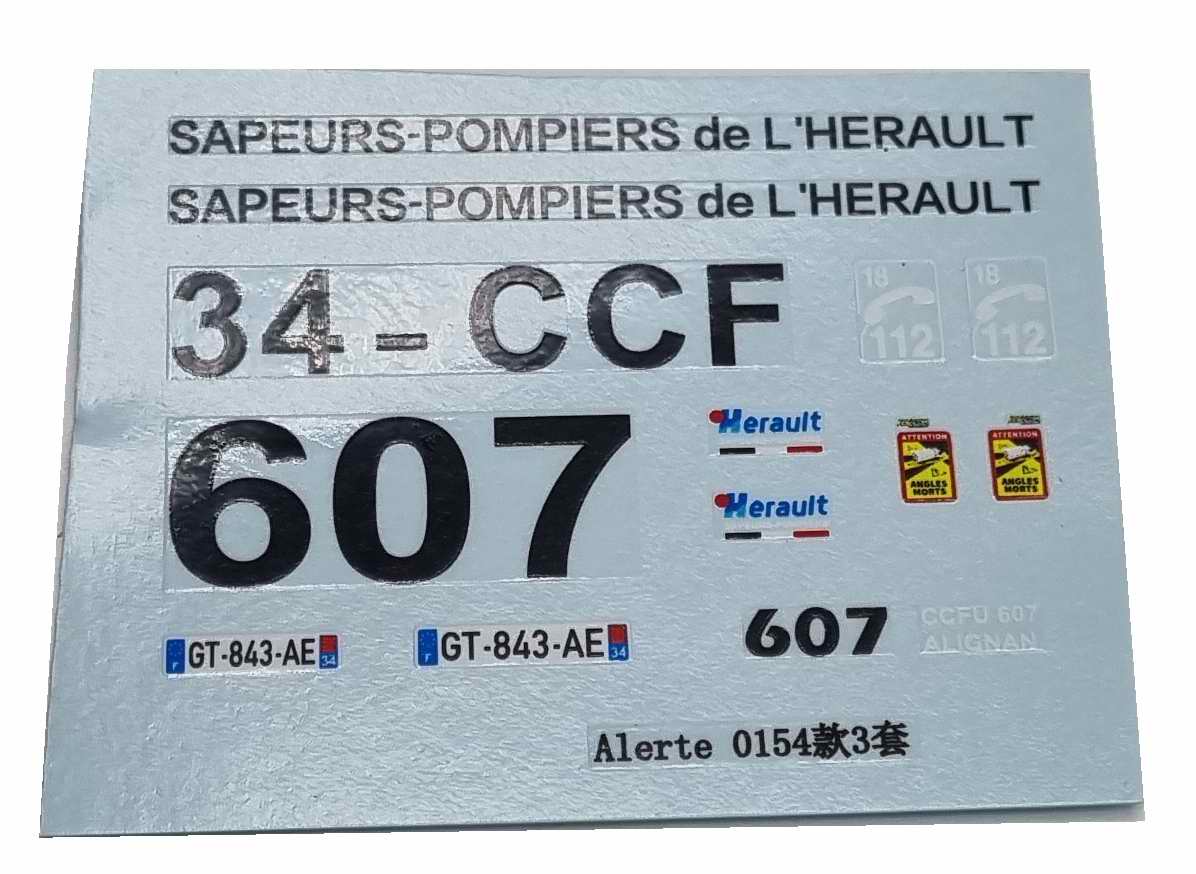 SAPEURS-POMPIERS de L'HERAULT
SAPEURS-POMPIERS de L'HERAULT
34-CCF
18
112
18
112
607
Herault
Herault
ATTENTION
ANGLES
MORTS
ATTENTION
ANGLES
MORTS
F GT-843-AE 34
F GT-843-AE 34
607
CCFU 607
ALIGNAN
Alerte 0154款3套